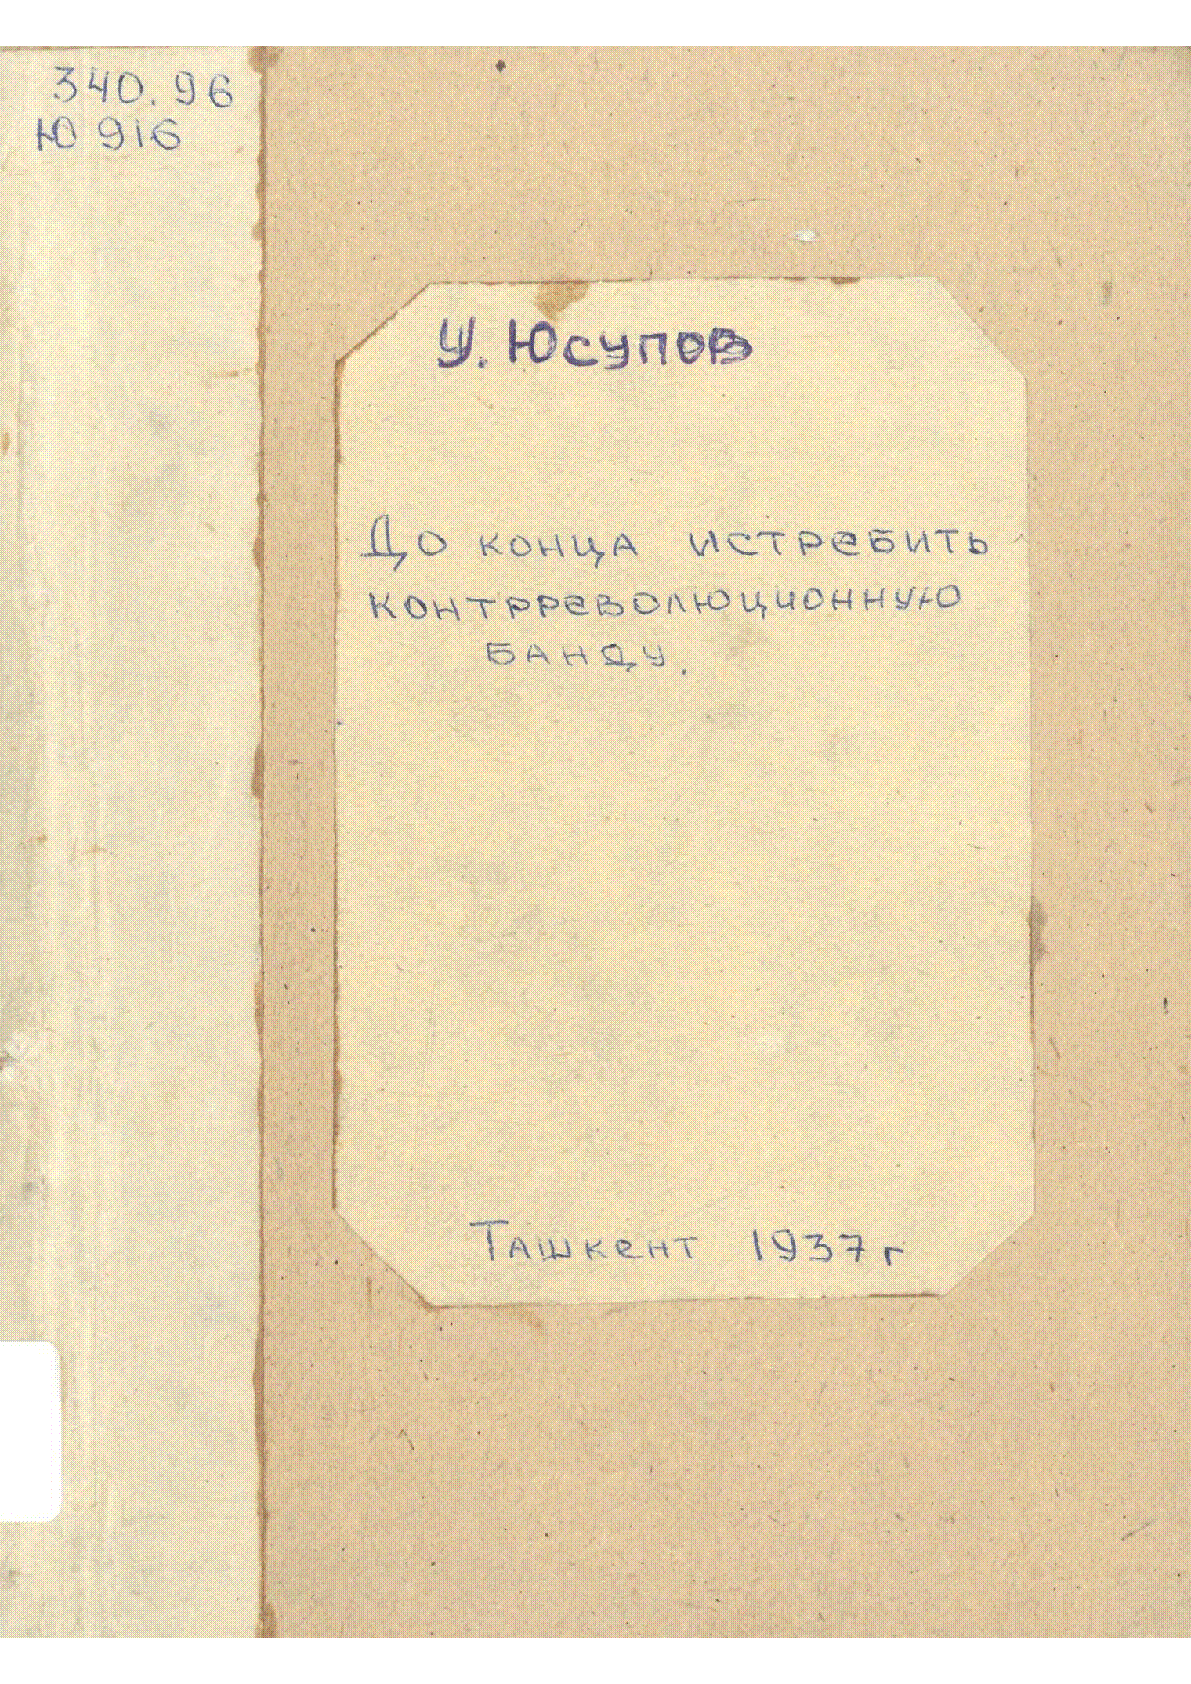 340.96
Ю 916
У. Юсупов
До конца истребить
контрреволюционную
банду.
Ташкент 1937 г